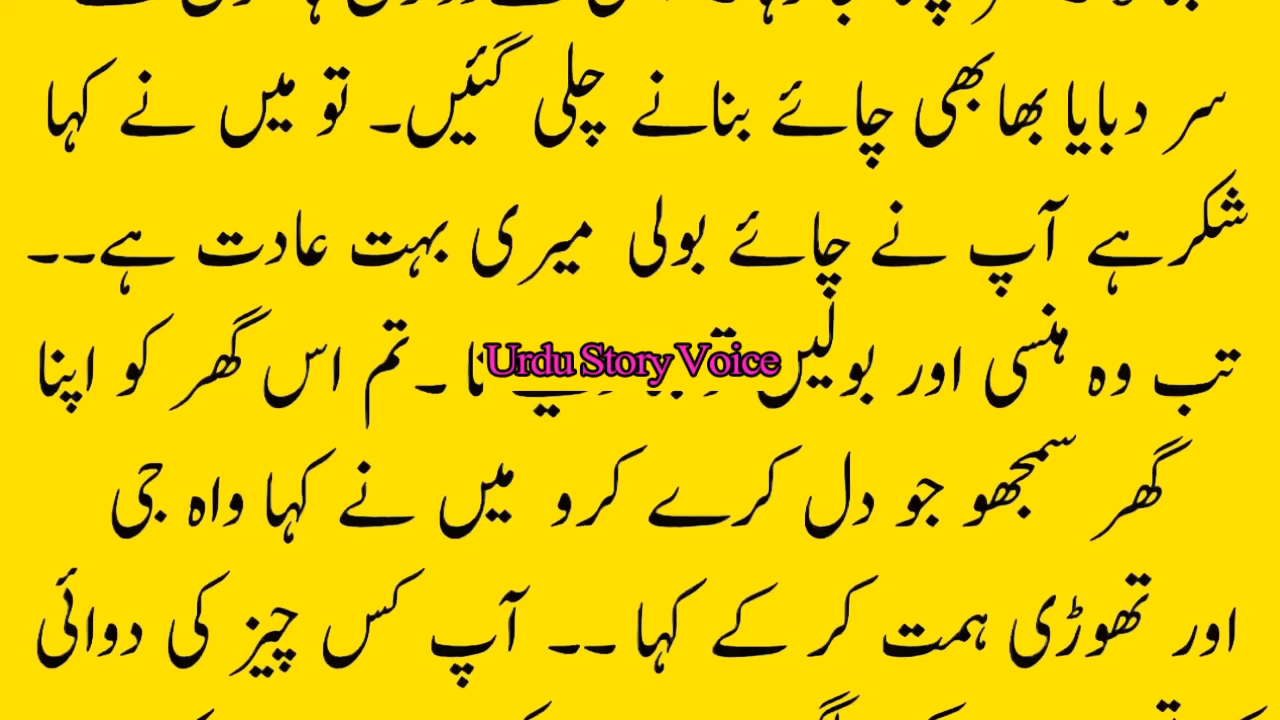 سر دبایا بھابھی چائے بنانے چلی گئیں۔ تو میں نے کہا
شکر ہے آپ نے چائے بولی میری بہت عادت ہے۔۔
تب وہ ہنسی اور بولیں نا ۔ تم اس گھر کو اپنا
Urdu Story Voice
گھر سمجھو جو دل کرے کرو میں نے کہا واہ جی
اور تھوڑی ہمت کر کے کہا ۔۔ آپ کس چیز کی دوائی